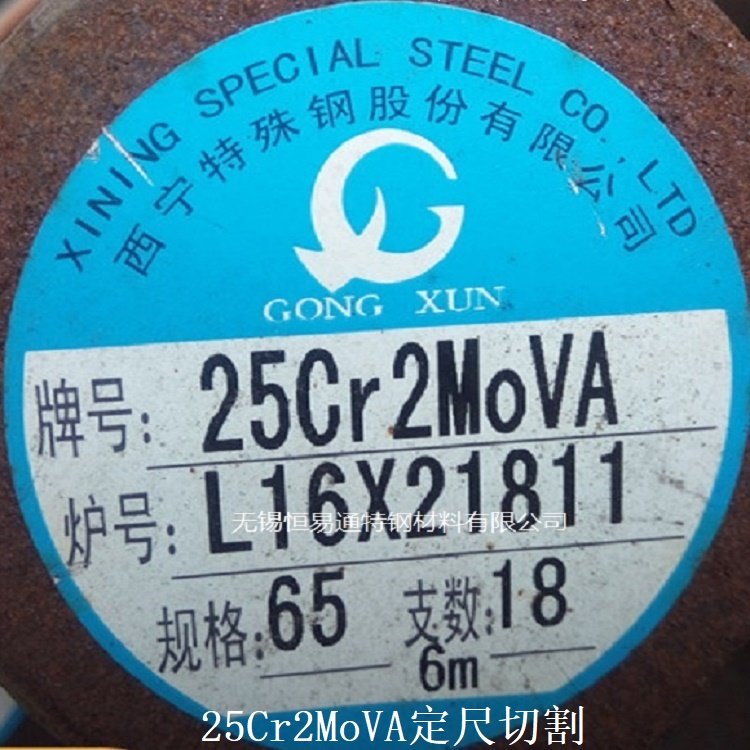 XINING SPECIAL STEEL CO.,LTD
西宁特殊钢股份有限公司
GONG XUN
牌号: 25Cr2MoVA
炉号: L16X21811
无锡恒易通特钢材料有限公司
规格: 65 支数: 18
6m
25Cr2MoVA定尺切割